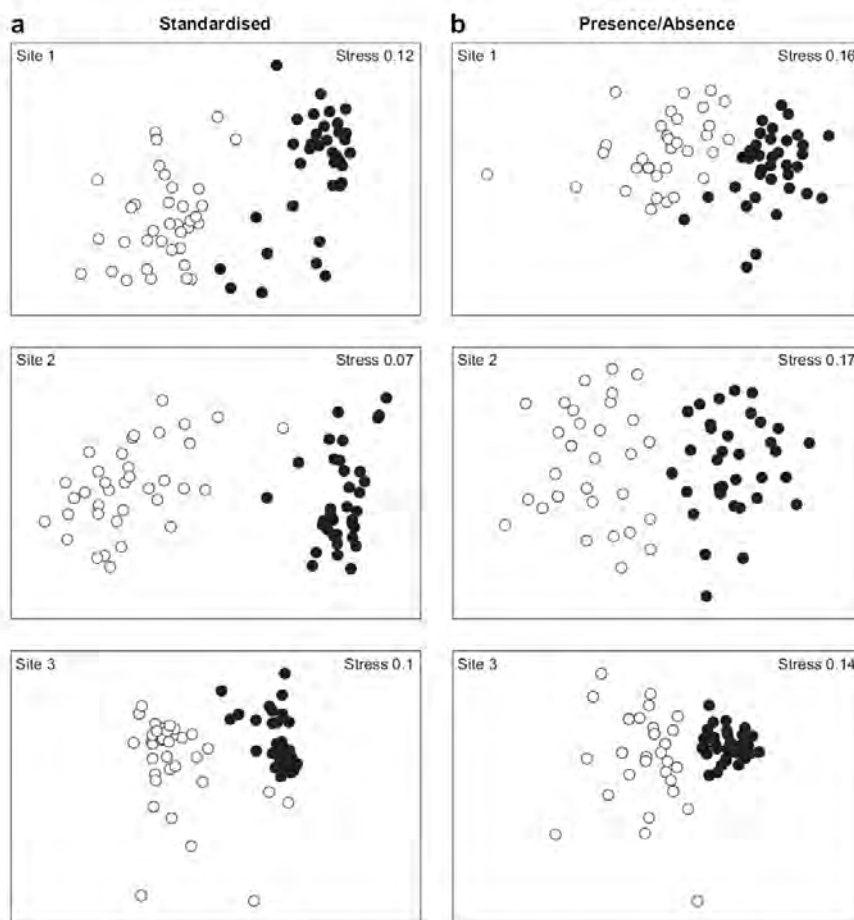 a Standardised b Presence/Absence
Site 1 Stress 0.12 Site 1 Stress 0.16
Site 2 Stress 0.07 Site 2 Stress 0.17
Site 3 Stress 0.1 Site 3 Stress 0.14